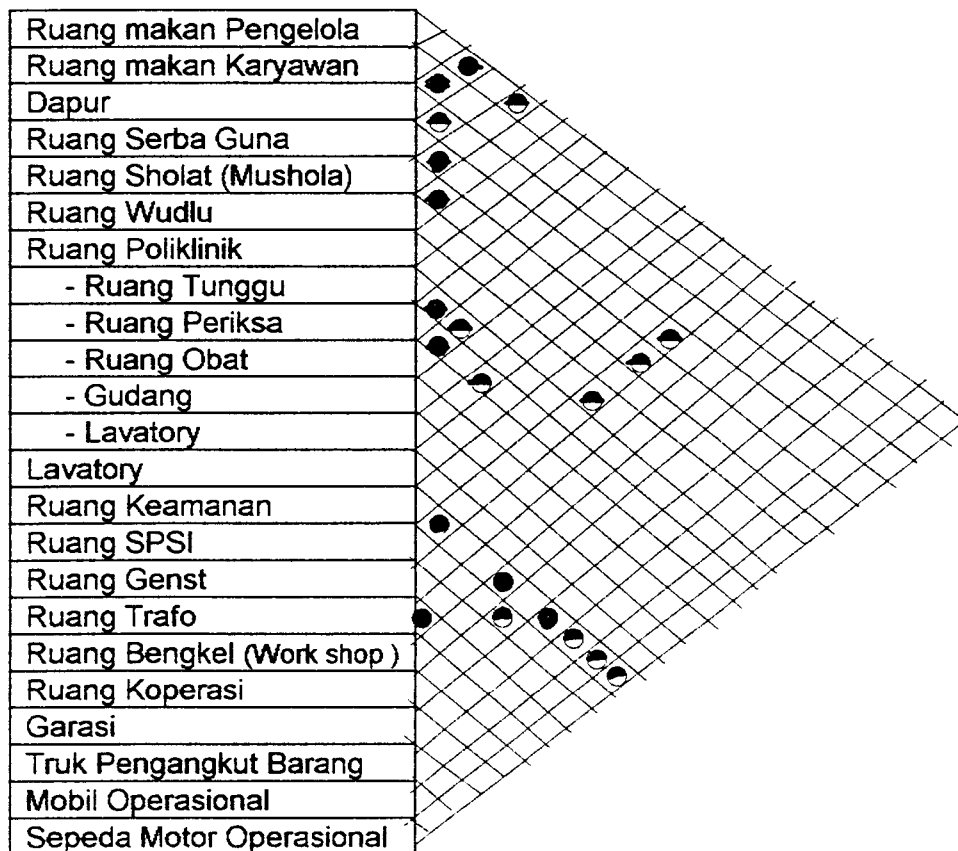 Ruang makan Pengelola
Ruang makan Karyawan
Dapur
Ruang Serba Guna
Ruang Sholat (Mushola)
Ruang Wudlu
Ruang Poliklinik
- Ruang Tunggu
- Ruang Periksa
- Ruang Obat
- Gudang
- Lavatory
Lavatory
Ruang Keamanan
Ruang SPSI
Ruang Genst
Ruang Trafo
Ruang Bengkel (Work shop )
Ruang Koperasi
Garasi
Truk Pengangkut Barang
Mobil Operasional
Sepeda Motor Operasional